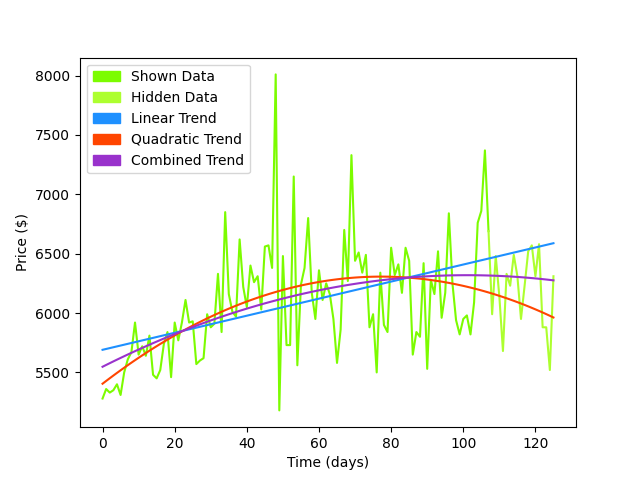 Shown Data
Hidden Data
Linear Trend
Quadratic Trend
Combined Trend
8000
7500
7000
6500
6000
5500
Price ($)
0 20 40 60 80 100 120
Time (days)